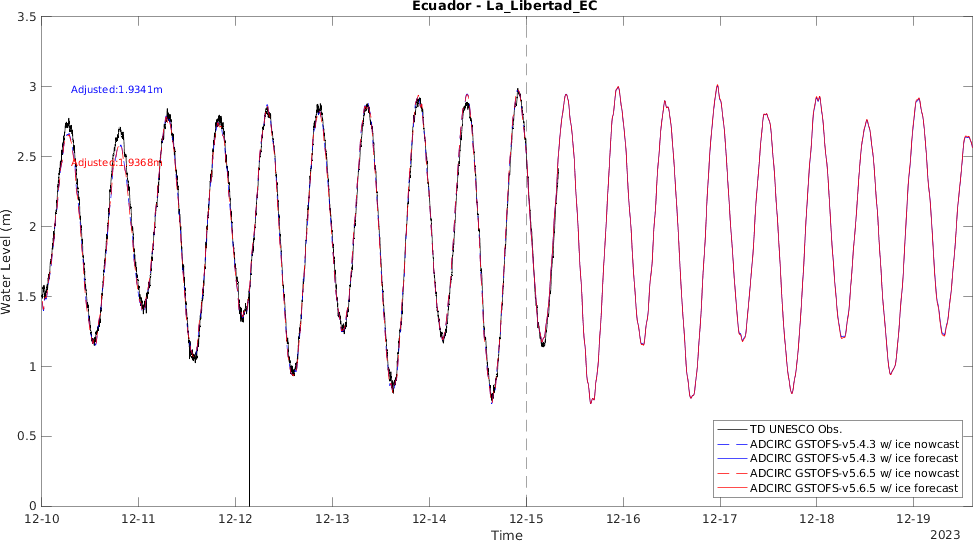 Ecuador - La_Libertad_EC
3.5
3
2.5
2
1.5
1
0.5
0
Water Level (m)
Adjusted:1.9341m
Adjusted:1.9368m
TD UNESCO Obs.
ADCIRC GSTOFS-v5.4.3 w/ ice nowcast
ADCIRC GSTOFS-v5.4.3 w/ ice forecast
ADCIRC GSTOFS-v5.6.5 w/ ice nowcast
ADCIRC GSTOFS-v5.6.5 w/ ice forecast
12-10 12-11 12-12 12-13 12-14 12-15 12-16 12-17 12-18 12-19
Time
2023